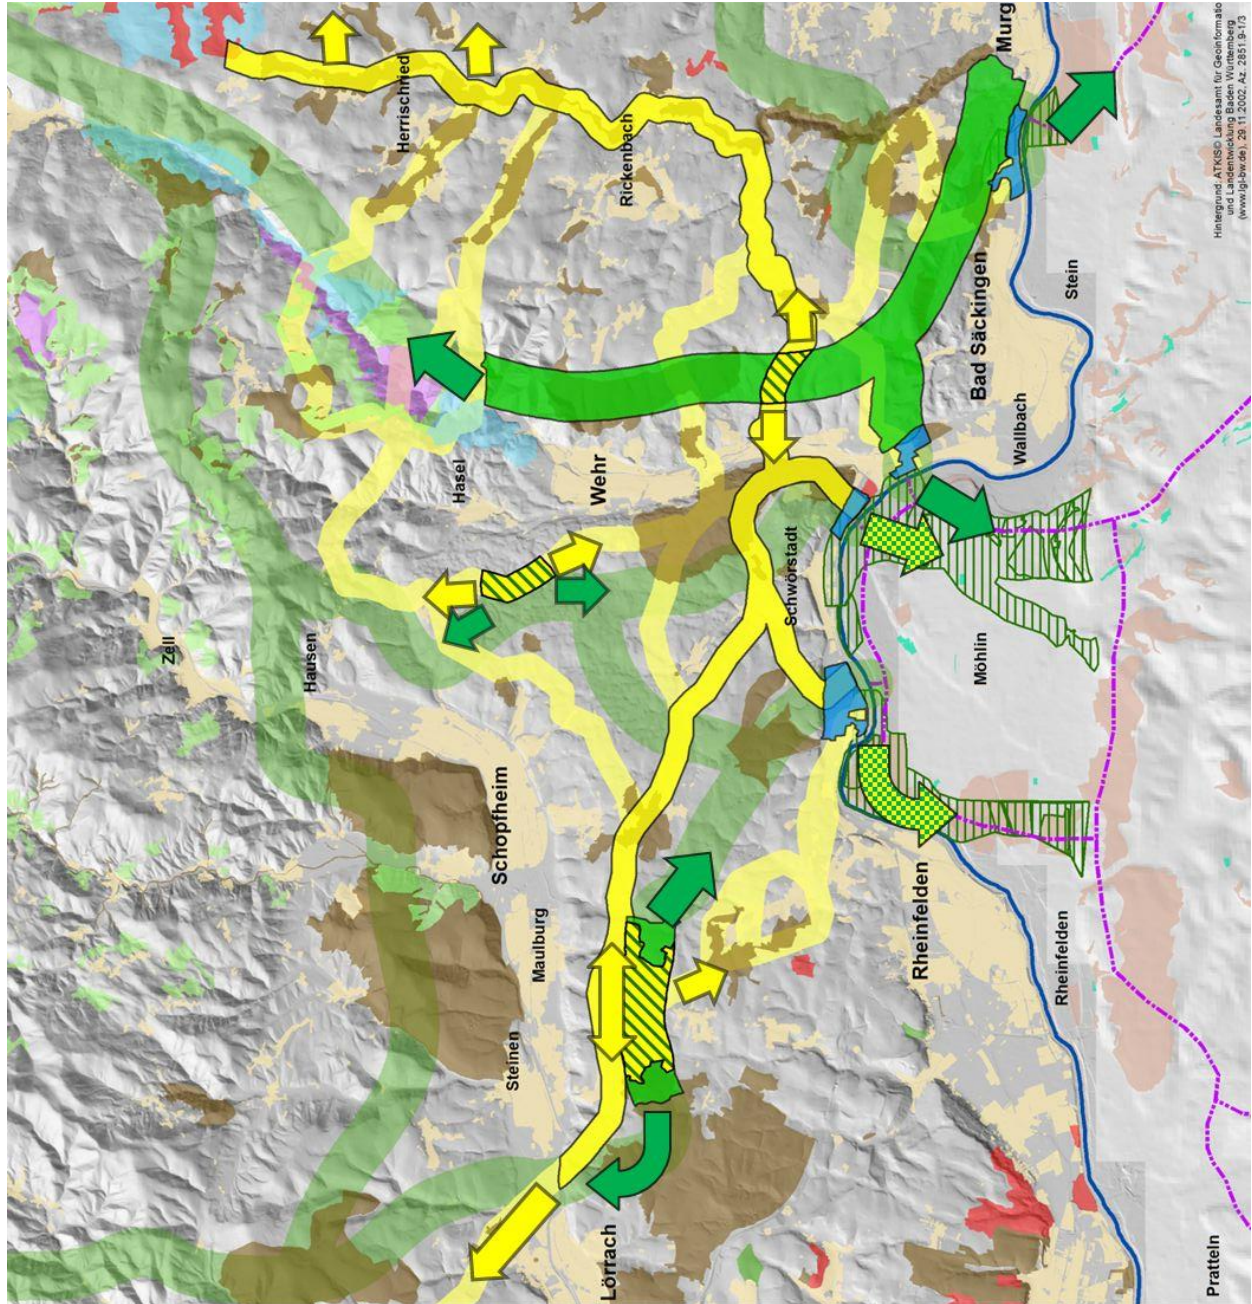 Zell
Hausen
Herrischried
Hasel
Schopfheim
Steinen
Maulburg
Wehr
Lörrach
Rickenbach
Schwörstadt
Rheinfelden
Möhlin
Bad Säckingen
Murg
Wallbach
Rheinfelden
Stein
Pratteln
Hintergrund: ATKIS© Landesamt für Geoinformatio
und Landentwicklung Baden Württemberg
(www.lgl-bw.de), 29.11.2002, Az. 2851.9-1/3